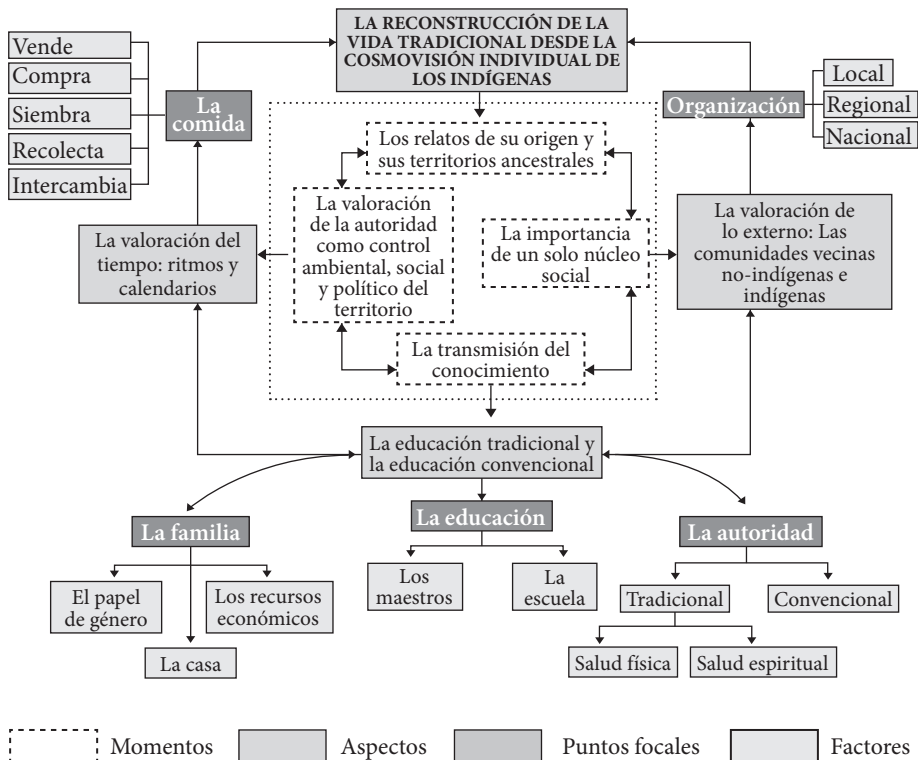 LA RECONSTRUCCIÓN DE LA
VIDA TRADICIONAL DESDE LA
COSMOVISIÓN INDIVIDUAL DE
LOS INDÍGENAS
Vende
Compra
Siembra
Recolecta
Intercambia
La
comida
Organización
Local
Regional
Nacional
Los relatos de su origen y
sus territorios ancestrales
La valoración
de la autoridad
como control
ambiental, social
y político del
territorio
La importancia
de un solo núcleo
social
La transmisión del
conocimiento
La valoración del
tiempo: ritmos y
calendarios
La valoración de
lo externo: Las
comunidades vecinas
no-indígenas e
indígenas
La educación tradicional y
la educación convencional
La familia
El papel
de género
La casa
Los recursos
económicos
La educación
Los
maestros
La
escuela
La autoridad
Tradicional
Convencional
Salud física
Salud espiritual
Momentos
Aspectos
Puntos focales
Factores